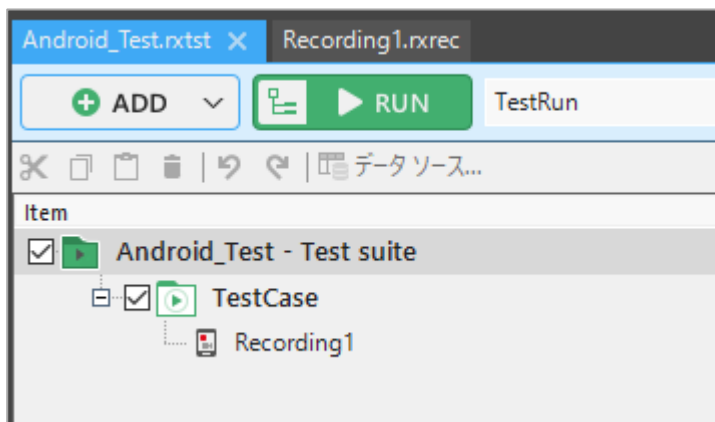 Android_Test.rxtst Recording1.rxrec
ADD RUN TestRun
データ ソース...
Item
Android_Test - Test suite
TestCase
Recording1